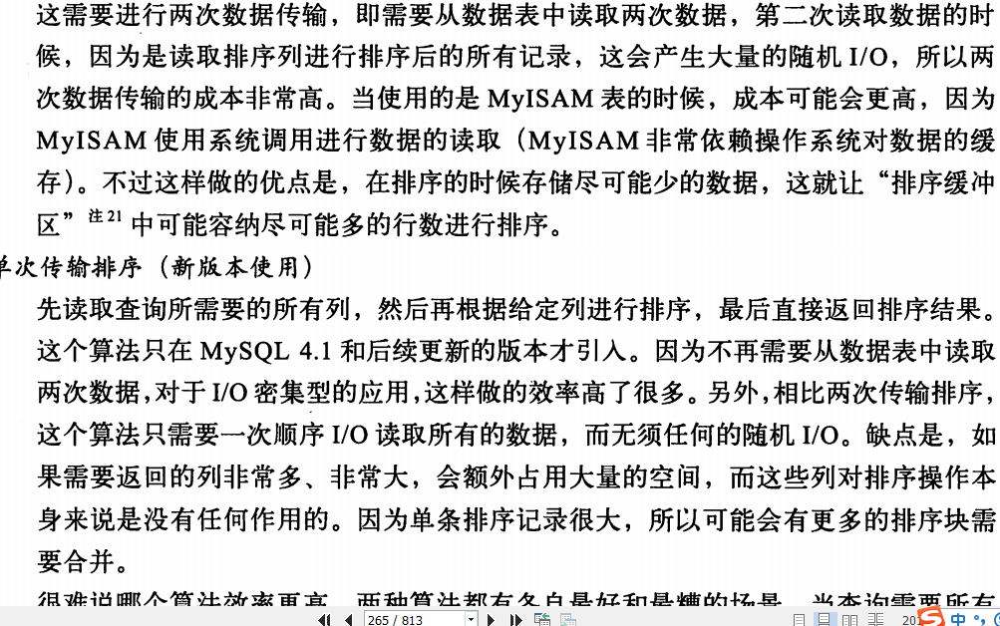 这需要进行两次数据传输，即需要从数据表中读取两次数据，第二次读取数据的时
候，因为是读取排序列进行排序后的所有记录，这会产生大量的随机 I/O，所以两
次数据传输的成本非常高。当使用的是 MyISAM 表的时候，成本可能会更高，因为
MyISAM 使用系统调用进行数据的读取（MyISAM 非常依赖操作系统对数据的缓
存）。不过这样做的优点是，在排序的时候存储尽可能少的数据，这就让“排序缓冲
区”注21 中可能容纳尽可能多的行数进行排序。
单次传输排序（新版本使用）
先读取查询所需要的所有列，然后再根据给定列进行排序，最后直接返回排序结果。
这个算法只在 MySQL 4.1 和后续更新的版本才引入。因为不再需要从数据表中读取
两次数据，对于 I/O 密集型的应用，这样做的效率高了很多。另外，相比两次传输排序，
这个算法只需要一次顺序 I/O 读取所有的数据，而无须任何的随机 I/O。缺点是，如
果需要返回的列非常多、非常大，会额外占用大量的空间，而这些列对排序操作本
身来说是没有任何作用的。因为单条排序记录很大，所以可能会有更多的排序块需
要合并。
很难说哪个算法效率更高，两种算法都有各自最好和最糟的场景。当查询需要所有
265 / 813
中